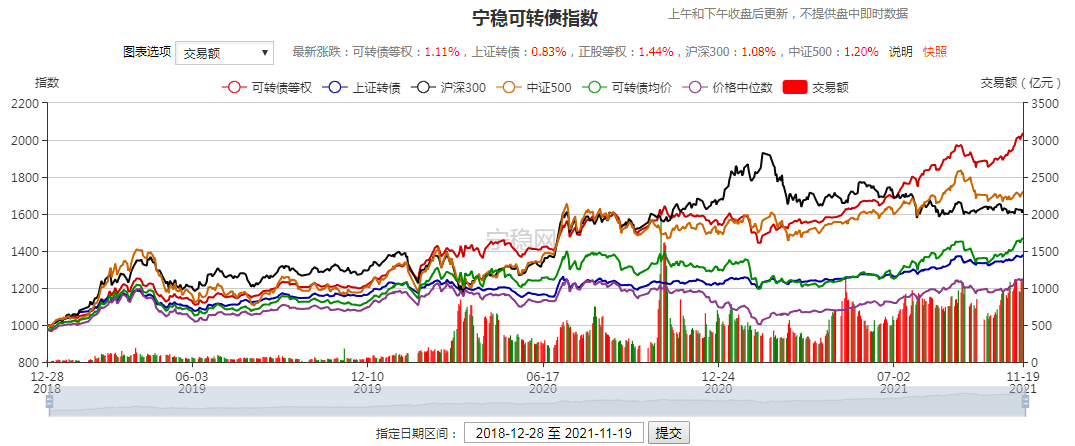 宁稳可转债指数 上午和下午收盘后更新，不提供盘中即时数据
图表选项 交易额 最新涨跌：可转债等权：1.11%，上证转债：0.83%，正股等权：1.44%，沪深300：1.08%，中证500：1.20% 说明 快照
指数 可转债等权 上证转债 沪深300 中证500 可转债均价 价格中位数 交易额 交易额（亿元）
2200 3500
2000 3000
1800 2500
1600 2000
宁稳网
1400 1500
1200 1000
1000 500
800 0
12-28 06-03 12-10 06-17 12-24 07-02 11-19
2018 2019 2019 2020 2020 2021 2021
指定日期区间： 2018-12-28 至 2021-11-19 提交